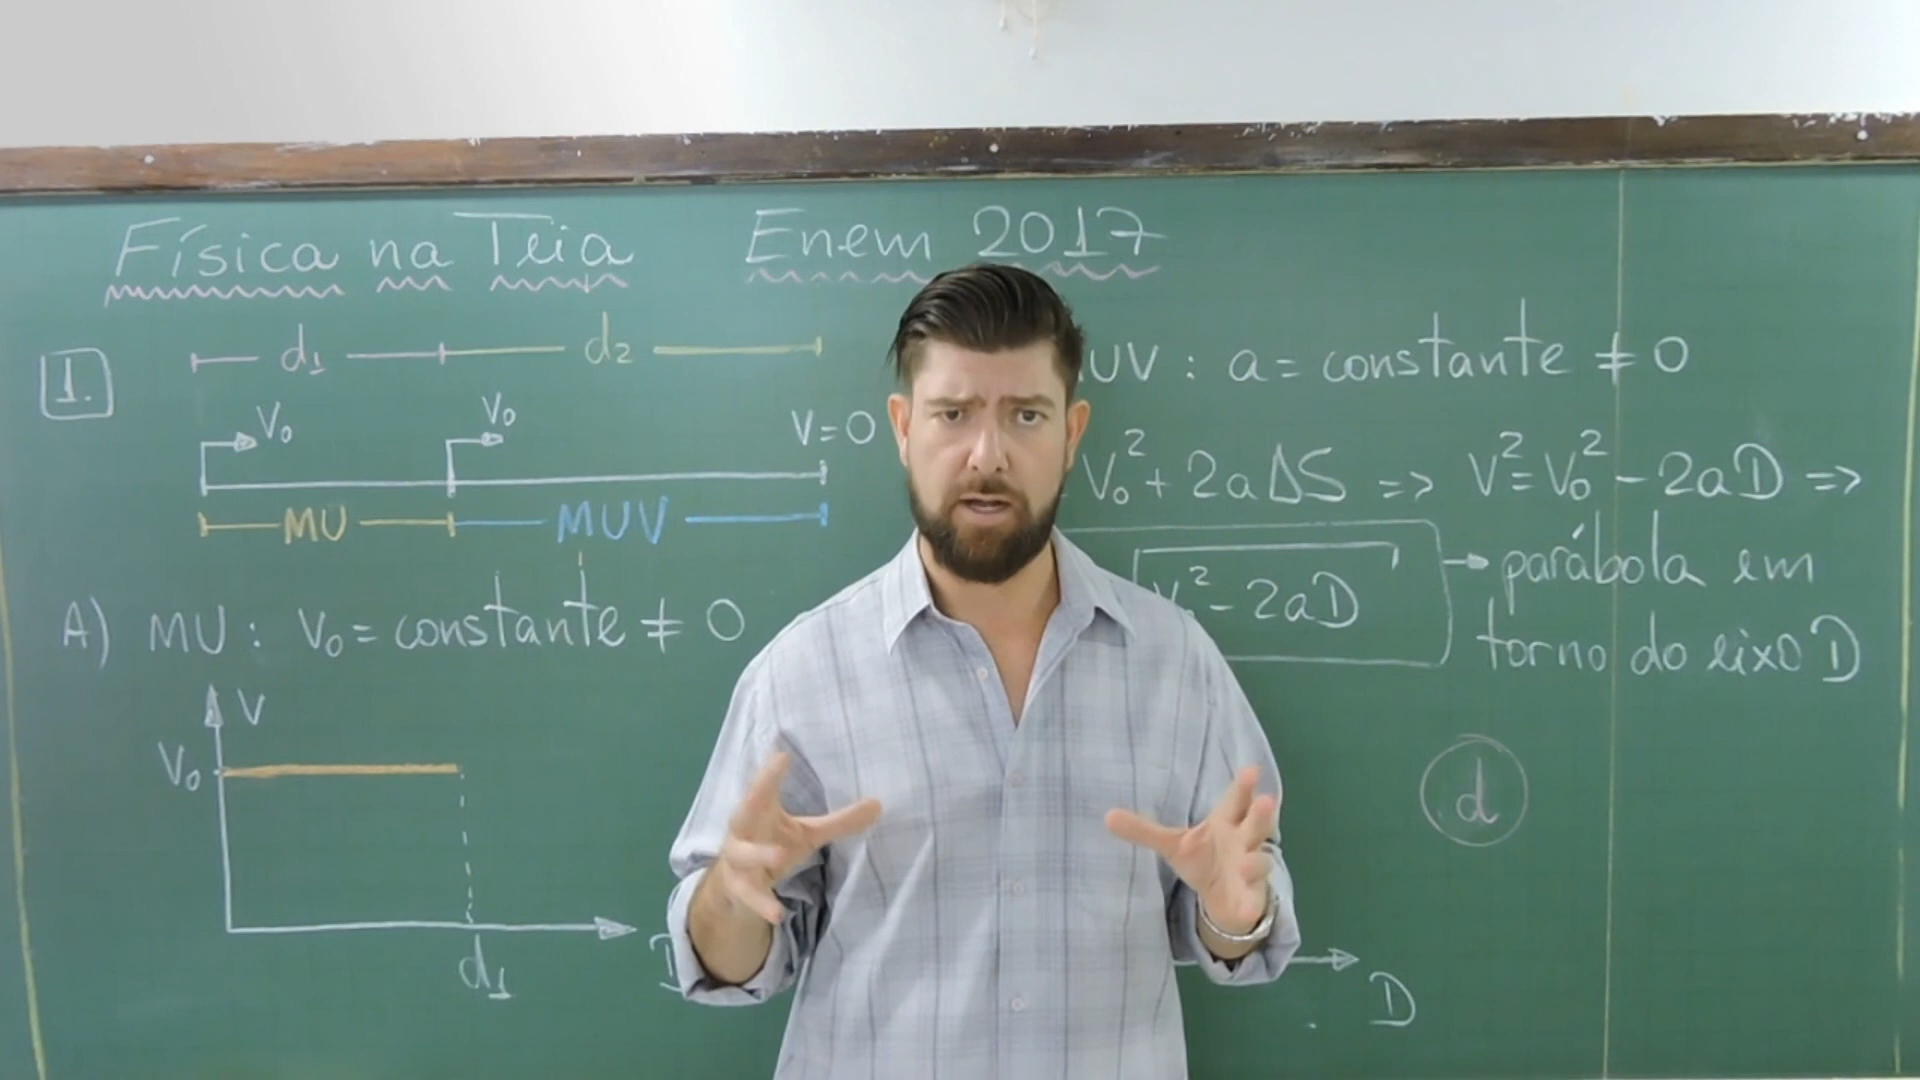 Física na Teia Enem 2017
1.
d₁ d₂
V₀ V₀ V=0
MU MUV
A) MU: V₀ = constante ≠ 0
V
V₀
d₁
UV: a = constante ≠ 0
V₀² + 2aΔS => V² = V₀² - 2aD =>
² - 2aD → parábola em
torno do eixo D
d
D